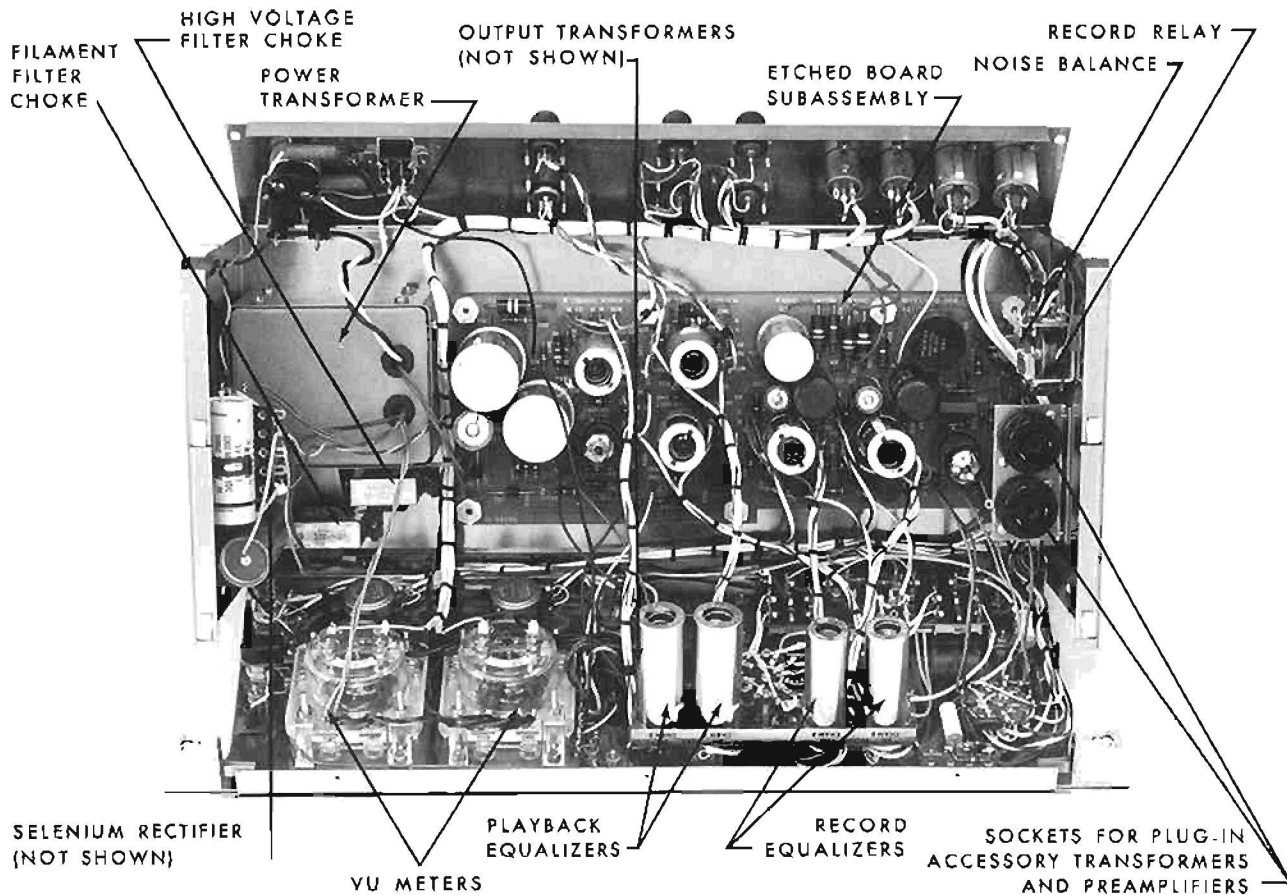 HIGH VOLTAGE
FILTER CHOKE
FILAMENT
FILTER
CHOKE
POWER
TRANSFORMER
OUTPUT TRANSFORMERS
(NOT SHOWN)
ETCHED BOARD
SUBASSEMBLY
RECORD RELAY
NOISE BALANCE
SELENIUM RECTIFIER
(NOT SHOWN)
VU METERS
PLAYBACK
EQUALIZERS
RECORD
EQUALIZERS
SOCKETS FOR PLUG-IN
ACCESSORY TRANSFORMERS
AND PREAMPLIFIERS